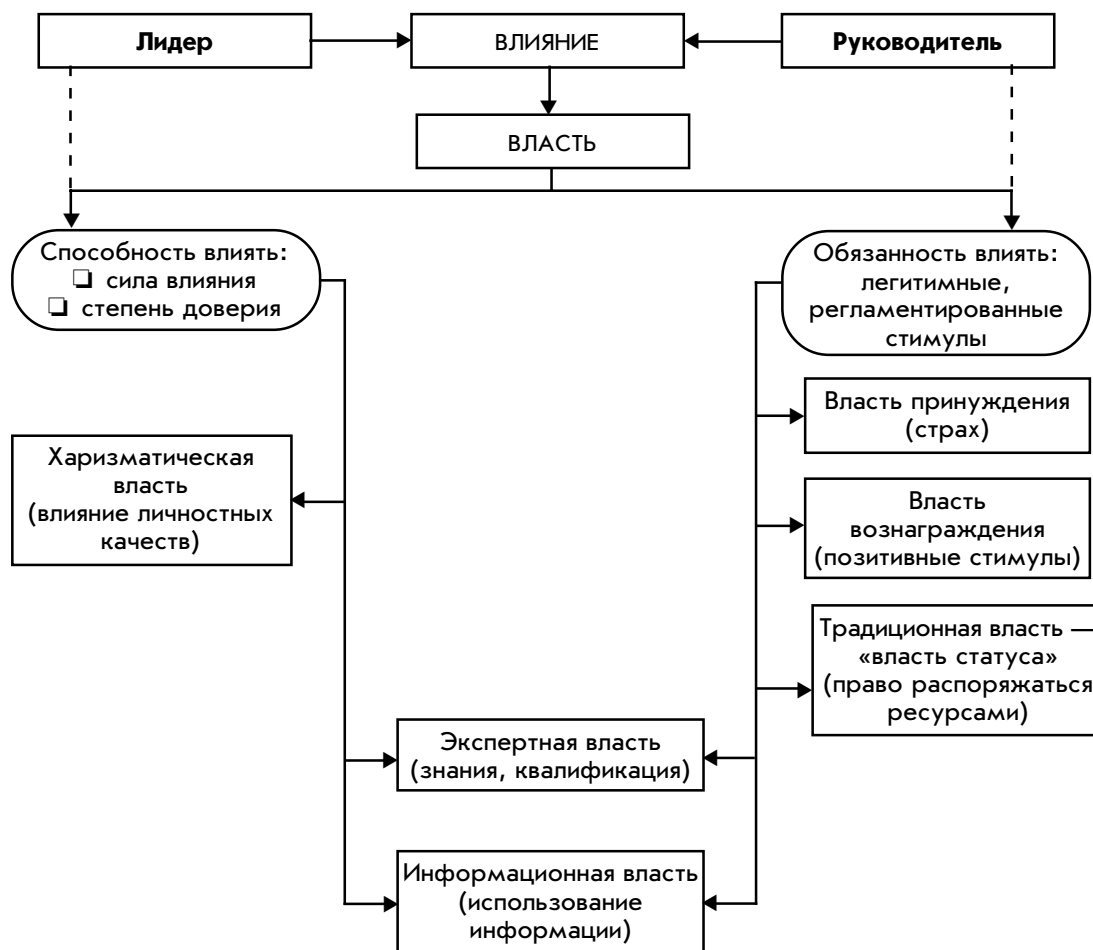 Лидер
ВЛИЯНИЕ
Руководитель
ВЛАСТЬ
Способность влиять:
❑ сила влияния
❑ степень доверия
Обязанность влиять:
легитимные,
регламентированные
стимулы
Власть принуждения
(страх)
Харизматическая
власть
(влияние личностных
качеств)
Власть
вознаграждения
(позитивные стимулы)
Традиционная власть —
«власть статуса»
(право распоряжаться
ресурсами)
Экспертная власть
(знания, квалификация)
Информационная власть
(использование
информации)